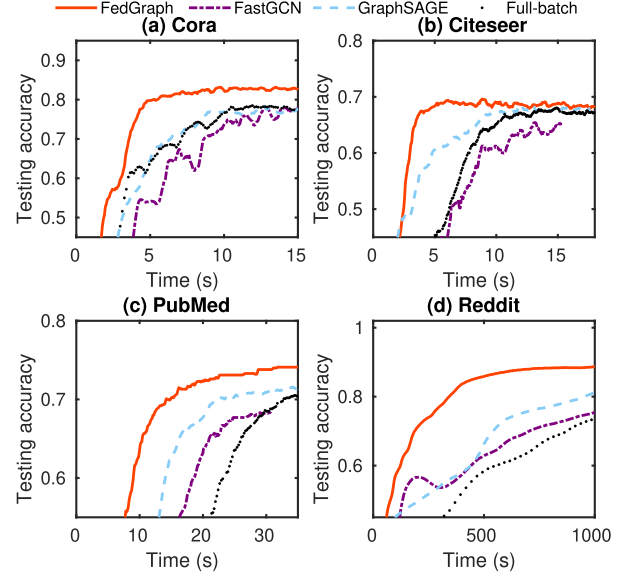 FedGraph FastGCN GraphSAGE Full-batch
(a) Cora
(b) Citeseer
Testing accuracy
0.9
0.8
0.7
0.6
0.5
0 5 10 15
Time (s)
Testing accuracy
0.8
0.7
0.6
0.5
0 5 10 15
Time (s)
(c) PubMed
(d) Reddit
Testing accuracy
0.8
0.7
0.6
0 10 20 30
Time (s)
Testing accuracy
1
0.8
0.6
0 500 1000
Time (s)